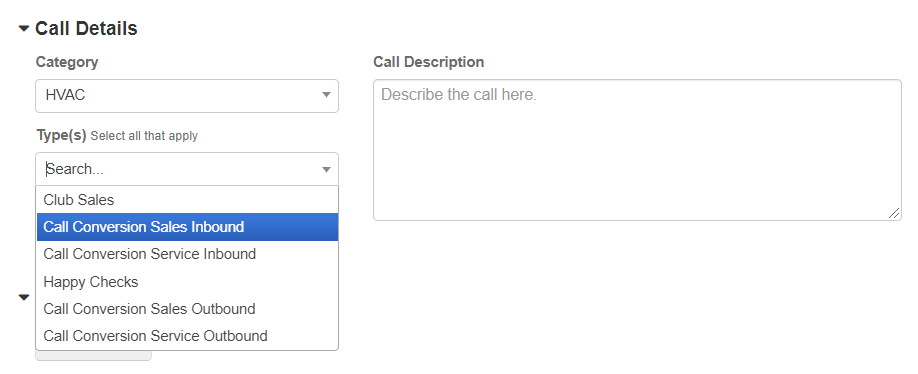 Call Details
Category
Call Description
HVAC
Describe the call here.
Type(s) Select all that apply
Search...
Club Sales
Call Conversion Sales Inbound
Call Conversion Service Inbound
Happy Checks
Call Conversion Sales Outbound
Call Conversion Service Outbound